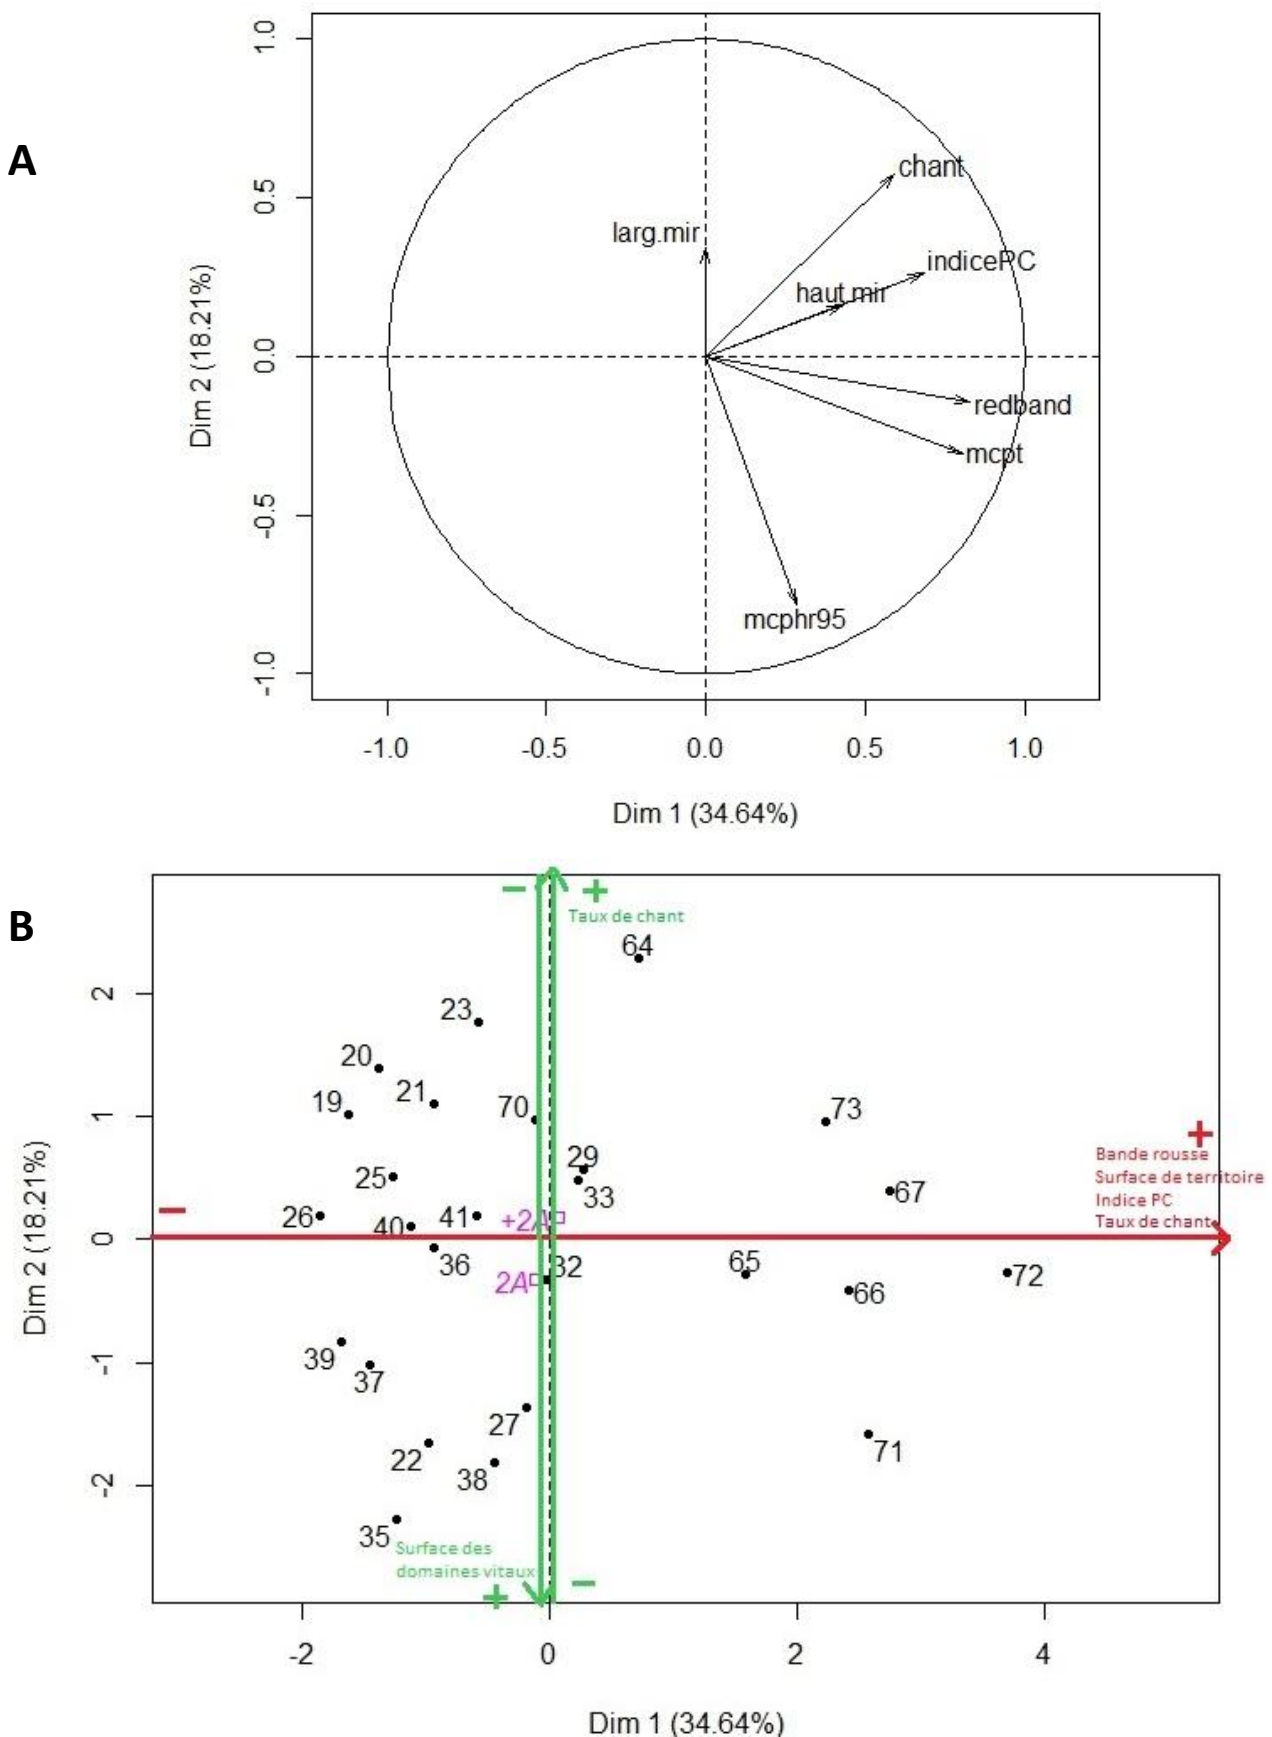 A
1.0
0.5
0.0
-0.5
-1.0
Dim 2 (18.21%)
chant
larg.mir
indicePC
haut.mir
redband
mcpt
mcphr95
-1.0 -0.5 0.0 0.5 1.0
Dim 1 (34.64%)
B
2
1
0
-1
-2
Dim 2 (18.21%)
- +
Taux de chant
64
23
20
21
19
70
73
29
33
25
67
26
40
41
+2A
36
32
2A
65
66
72
39
37
27
22
38
71
35
+
Bande rousse
Surface de territoire
Indice PC
Taux de chant
-
Surface des
domaines vitaux
+ -
-2 0 2 4
Dim 1 (34.64%)